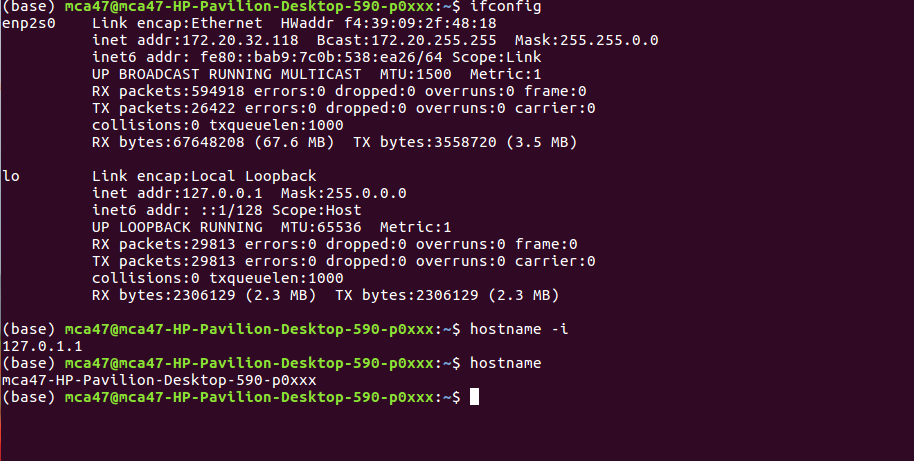 (base) mca47@mca47-HP-Pavilion-Desktop-590-p0xxx:~$ ifconfig
enp2s0    Link encap:Ethernet  HWaddr f4:39:09:2f:48:18
          inet addr:172.20.32.118  Bcast:172.20.255.255  Mask:255.255.0.0
          inet6 addr: fe80::bab9:7c0b:538:ea26/64 Scope:Link
          UP BROADCAST RUNNING MULTICAST  MTU:1500  Metric:1
          RX packets:594918 errors:0 dropped:0 overruns:0 frame:0
          TX packets:26422 errors:0 dropped:0 overruns:0 carrier:0
          collisions:0 txqueuelen:1000
          RX bytes:67648208 (67.6 MB)  TX bytes:3558720 (3.5 MB)

lo        Link encap:Local Loopback
          inet addr:127.0.0.1  Mask:255.0.0.0
          inet6 addr: ::1/128 Scope:Host
          UP LOOPBACK RUNNING  MTU:65536  Metric:1
          RX packets:29813 errors:0 dropped:0 overruns:0 frame:0
          TX packets:29813 errors:0 dropped:0 overruns:0 carrier:0
          collisions:0 txqueuelen:1000
          RX bytes:2306129 (2.3 MB)  TX bytes:2306129 (2.3 MB)

(base) mca47@mca47-HP-Pavilion-Desktop-590-p0xxx:~$ hostname -i
127.0.1.1
(base) mca47@mca47-HP-Pavilion-Desktop-590-p0xxx:~$ hostname
mca47-HP-Pavilion-Desktop-590-p0xxx
(base) mca47@mca47-HP-Pavilion-Desktop-590-p0xxx:~$